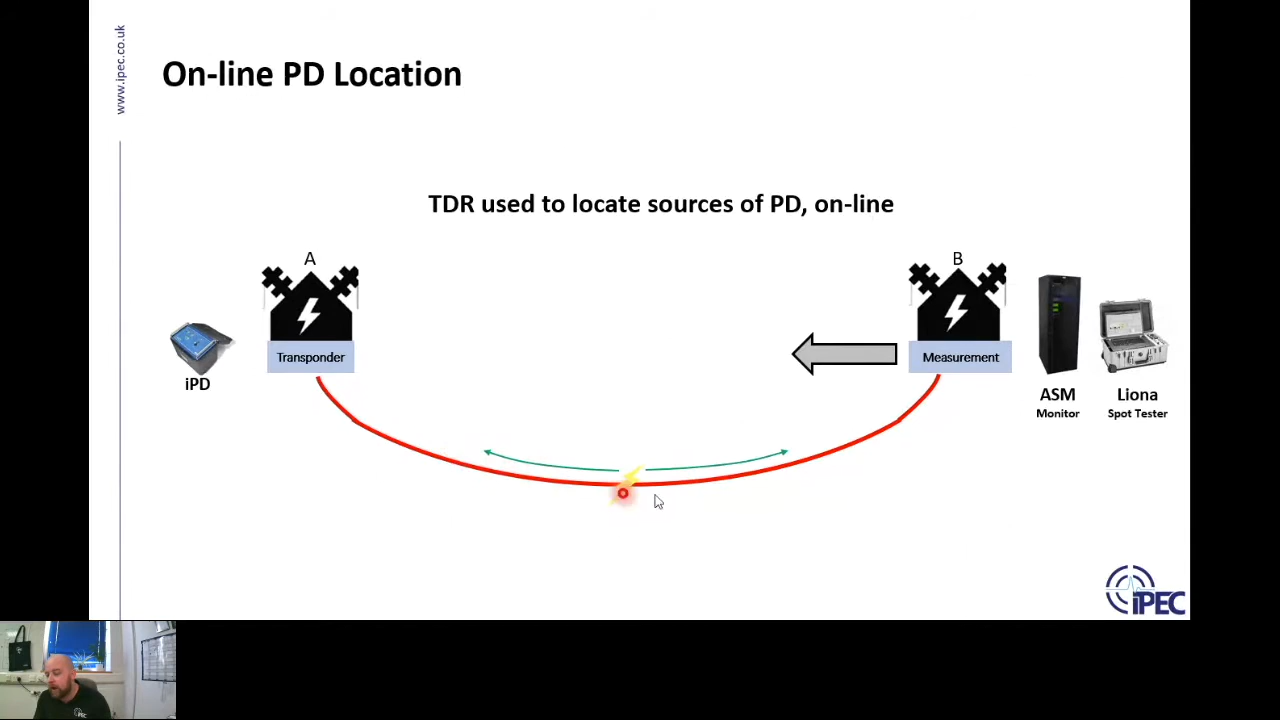 www.ipec.co.uk
On-line PD Location
TDR used to locate sources of PD, on-line
A
B
Transponder
Measurement
iPD
ASM
Monitor
Liona
Spot Tester
iPEC
iPEC